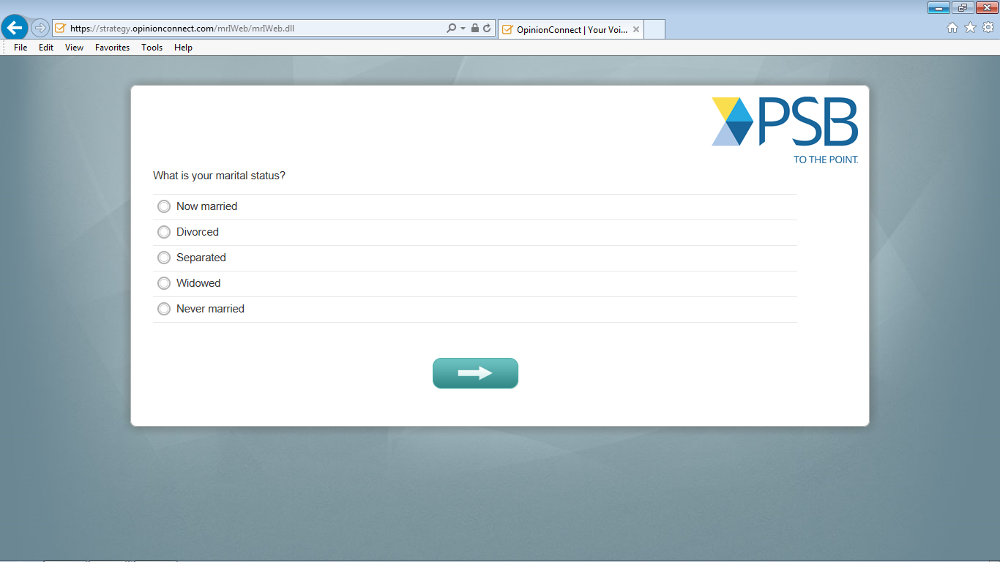 https://strategy.opinionconnect.com/mrIWeb/mrIWeb.dll
OpinionConnect | Your Voi...
File Edit View Favorites Tools Help
PSB
TO THE POINT.
What is your marital status?
Now married
Divorced
Separated
Widowed
Never married